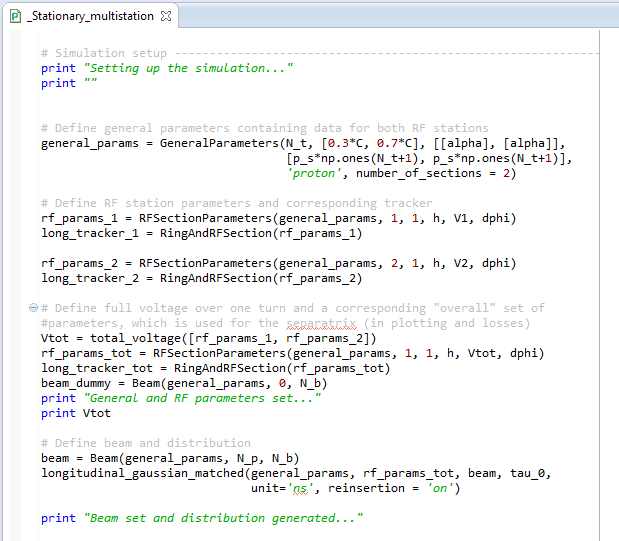 _Stationary_multistation
# Simulation setup -------------------------------------------------------------
print "Setting up the simulation..."
print ""
# Define general parameters containing data for both RF stations
general_params = GeneralParameters(N_t, [0.3*C, 0.7*C], [[alpha], [alpha]],
[p_s*np.ones(N_t+1), p_s*np.ones(N_t+1)],
'proton', number_of_sections = 2)
# Define RF station parameters and corresponding tracker
rf_params_1 = RFSectionParameters(general_params, 1, 1, h, V1, dphi)
long_tracker_1 = RingAndRFSection(rf_params_1)
rf_params_2 = RFSectionParameters(general_params, 2, 1, h, V2, dphi)
long_tracker_2 = RingAndRFSection(rf_params_2)
# Define full voltage over one turn and a corresponding "overall" set of
#parameters, which is used for the separatrix (in plotting and losses)
Vtot = total_voltage([rf_params_1, rf_params_2])
rf_params_tot = RFSectionParameters(general_params, 1, 1, h, Vtot, dphi)
long_tracker_tot = RingAndRFSection(rf_params_tot)
beam_dummy = Beam(general_params, 0, N_b)
print "General and RF parameters set..."
print Vtot
# Define beam and distribution
beam = Beam(general_params, N_p, N_b)
longitudinal_gaussian_matched(general_params, rf_params_tot, beam, tau_0,
unit='ns', reinsertion = 'on')
print "Beam set and distribution generated..."